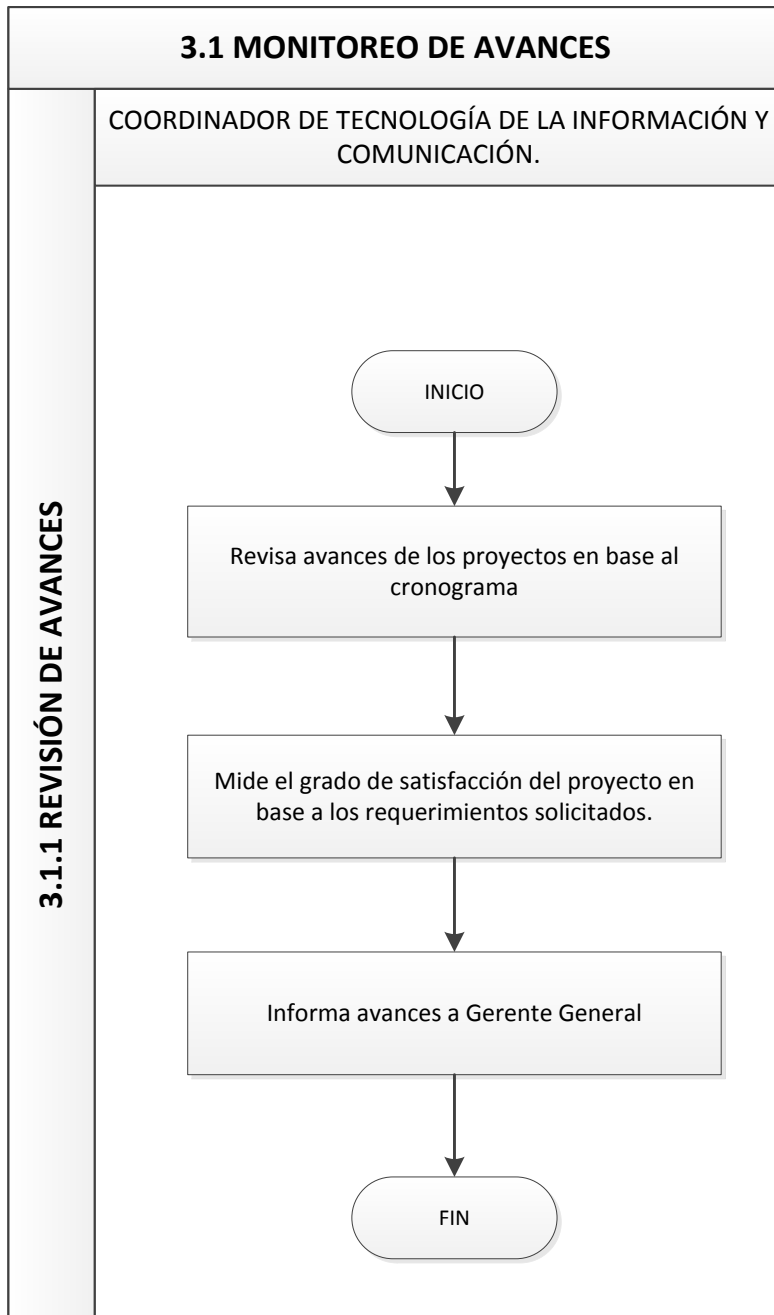 3.1 MONITOREO DE AVANCES
COORDINADOR DE TECNOLOGÍA DE LA INFORMACIÓN Y
COMUNICACIÓN.
3.1.1 REVISIÓN DE AVANCES
INICIO
Revisa avances de los proyectos en base al
cronograma
Mide el grado de satisfacción del proyecto en
base a los requerimientos solicitados.
Informa avances a Gerente General
FIN